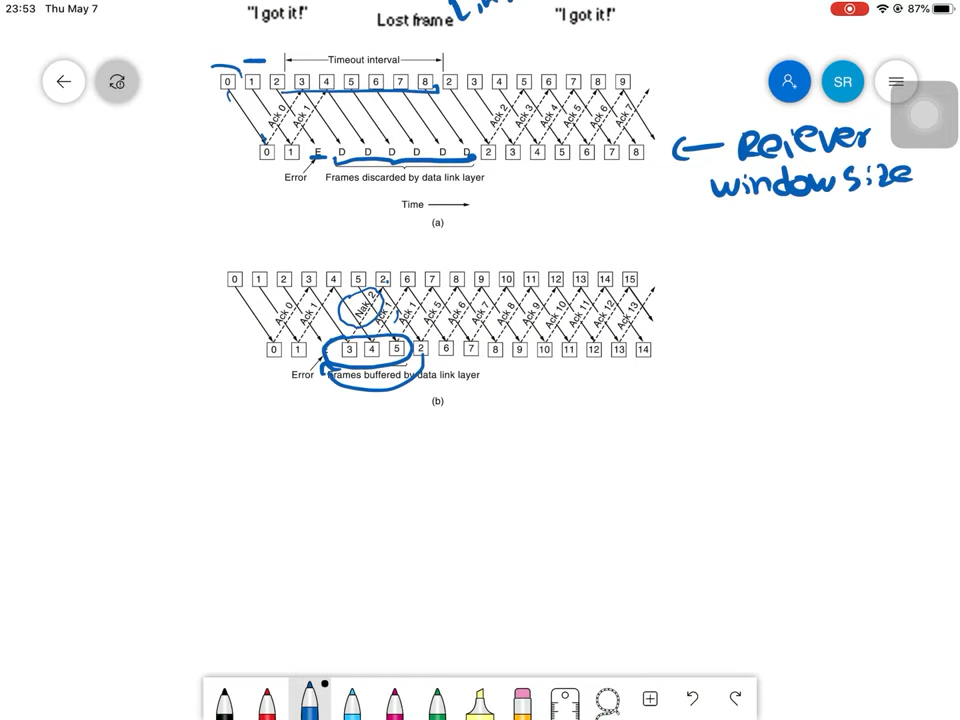 23:53 Thu May 7
87%
"I got it!"
Lost frame
"I got it!"
Timeout interval
0 1 2 3 4 5 6 7 8 2 3 4 5 6 7 8 9
Ack 0 Ack 1 Ack 2 Ack 3 Ack 4 Ack 5 Ack 6 Ack 7
0 1 E D D D D D D 2 3 4 5 6 7 8
Error
Frames discarded by data link layer
Time
(a)
SR
Reiever
window size
0 1 2 3 4 5 2 6 7 8 9 10 11 12 13 14 15
Ack 0 Ack 1 Nak 2 Ack 1 Ack 5 Ack 6 Ack 7 Ack 8 Ack 9 Ack 10 Ack 11 Ack 12 Ack 13
0 1 3 4 5 2 6 7 8 9 10 11 12 13 14
Error
Frames buffered by data link layer
(b)